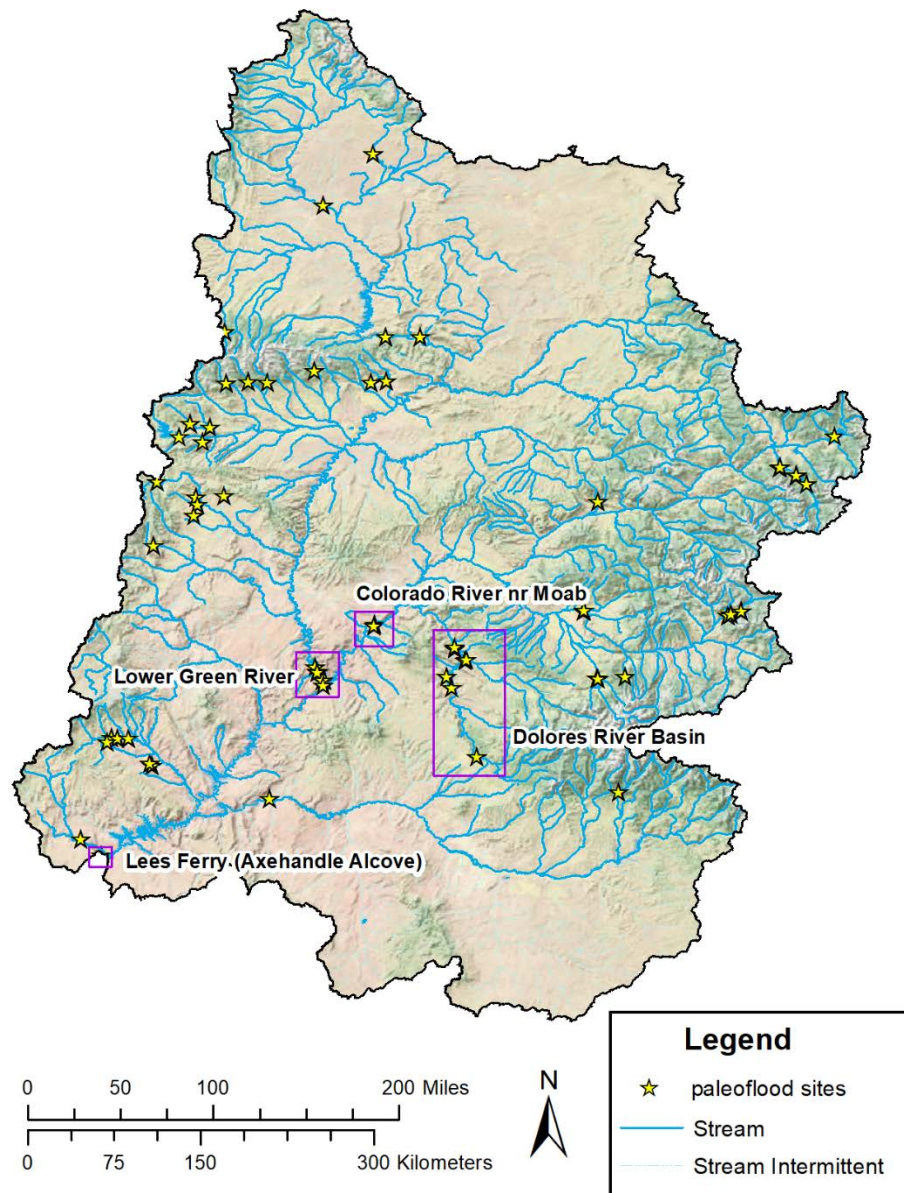 Colorado River nr Moab
Lower Green River
Dolores River Basin
Lees Ferry (Axehandle Alcove)
0 50 100 200 Miles
0 75 150 300 Kilometers
N
Legend
paleoflood sites
Stream
Stream Intermittent